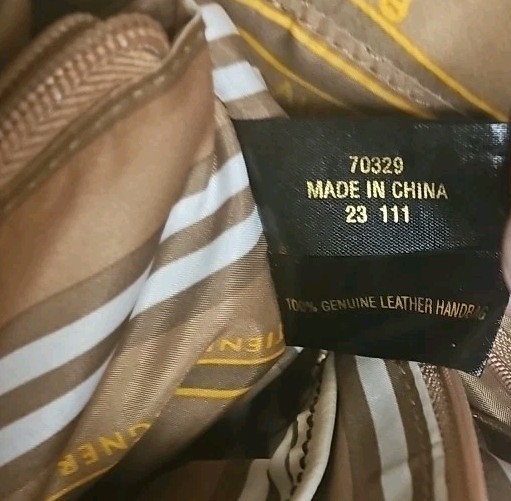 70329
MADE IN CHINA
23 111
100% GENUINE LEATHER HANDBAG